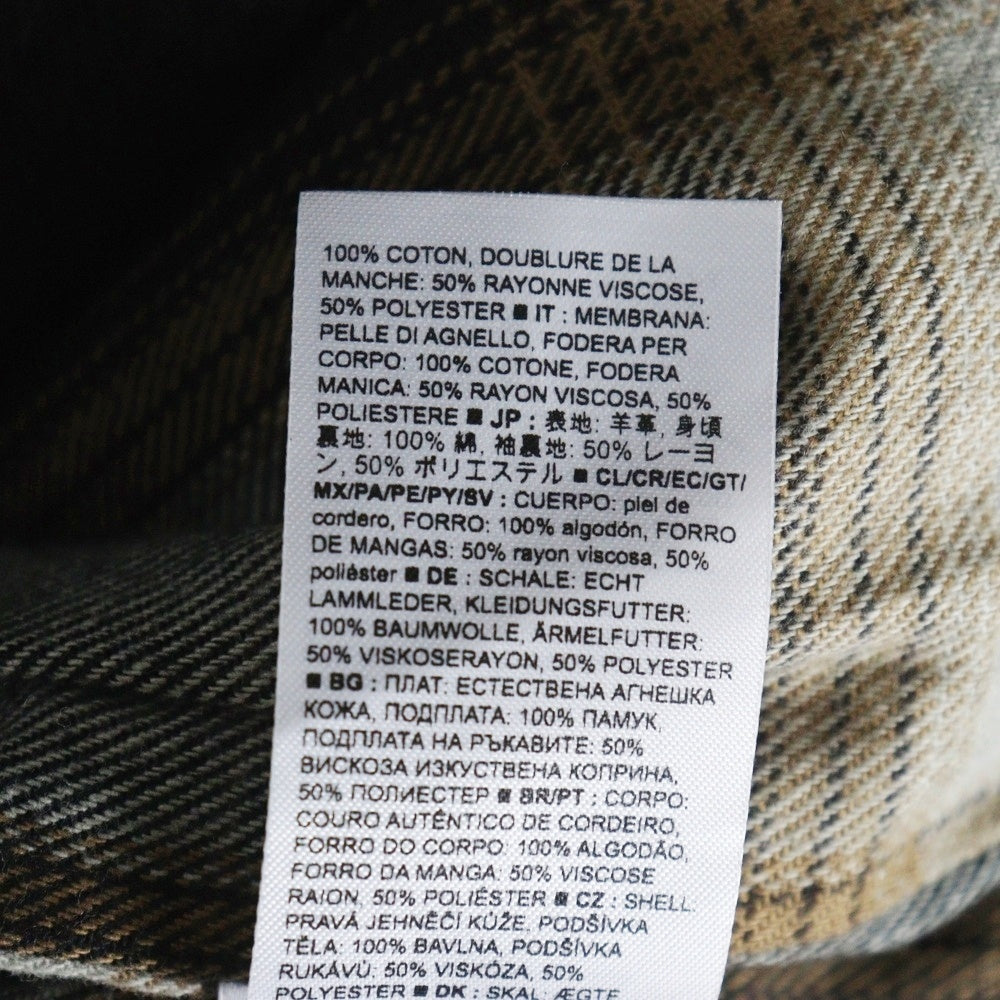 100% COTON, DOUBLURE DE LA
MANCHE: 50% RAYONNE VISCOSE,
50% POLYESTER ■ IT : MEMBRANA:
PELLE DI AGNELLO, FODERA PER
CORPO: 100% COTONE, FODERA
MANICA: 50% RAYON VISCOSA, 50%
POLIESTERE ■ JP : 表地: 羊革, 身頃
裏地: 100% 綿, 袖裏地: 50% レーヨ
ン, 50% ポリエステル ■ CL/CR/EC/GT/
MX/PA/PE/PY/SV : CUERPO: piel de
cordero, FORRO: 100% algodón, FORRO
DE MANGAS: 50% rayon viscosa, 50%
poliéster ■ DE : SCHALE: ECHT
LAMMLEDER, KLEIDUNGSFUTTER:
100% BAUMWOLLE, ÄRMELFUTTER:
50% VISKOSERAYON, 50% POLYESTER
■ BG : ПЛАТ: ЕСТЕСТВЕНА АГНЕШКА
КОЖА, ПОДПЛАТА: 100% ПАМУК,
ПОДПЛАТА НА РЪКАВИТЕ: 50%
ВИСКОЗА ИЗКУСТВЕНА КОПРИНА,
50% ПОЛИЕСТЕР ■ BR/PT : CORPO:
COURO AUTÊNTICO DE CORDEIRO,
FORRO DO CORPO: 100% ALGODÃO,
FORRO DA MANGA: 50% VISCOSE
RAION, 50% POLIÉSTER ■ CZ : SHELL:
PRAVÁ JEHNĚČÍ KŮŽE, PODŠÍVKA
TĚLA: 100% BAVLNA, PODŠÍVKA
RUKÁVŮ: 50% VISKÓZA, 50%
POLYESTER ■ DK : SKAL: ÆGTE